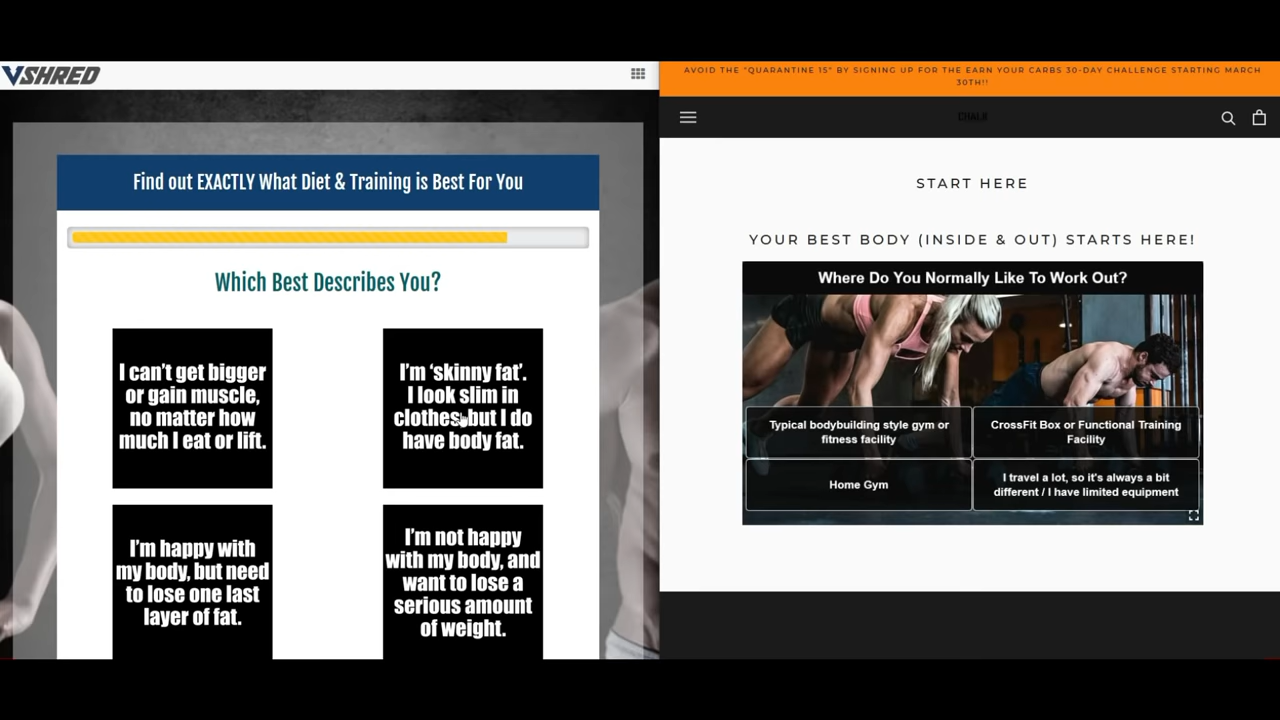 VSHRED
Find out EXACTLY What Diet & Training is Best For You
Which Best Describes You?
I can't get bigger
or gain muscle,
no matter how
much I eat or lift.
I'm ‘skinny fat’.
I look slim in
clothes, but I do
have body fat.
I'm happy with
my body, but need
to lose one last
layer of fat.
I'm not happy
with my body, and
want to lose a
serious amount
of weight.
AVOID THE "QUARANTINE 15" BY SIGNING UP FOR THE EARN YOUR CARBS 30-DAY CHALLENGE STARTING MARCH
30TH!!
CHALK
START HERE
YOUR BEST BODY (INSIDE & OUT) STARTS HERE!
Where Do You Normally Like To Work Out?
Typical bodybuilding style gym or
fitness facility
CrossFit Box or Functional Training
Facility
Home Gym
I travel a lot, so it's always a bit
different / I have limited equipment